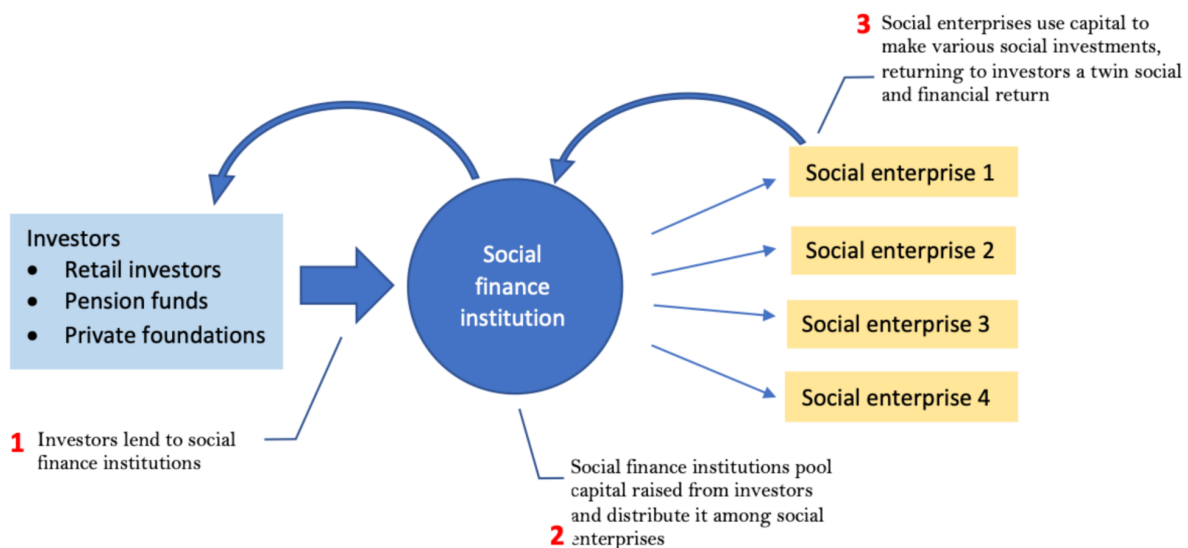 3 Social enterprises use capital to
make various social investments,
returning to investors a twin social
and financial return
Social enterprise 1
Investors
• Retail investors
• Pension funds
• Private foundations
Social
finance
institution
Social enterprise 2
Social enterprise 3
Social enterprise 4
1 Investors lend to social
finance institutions
Social finance institutions pool
capital raised from investors
and distribute it among social
2 enterprises